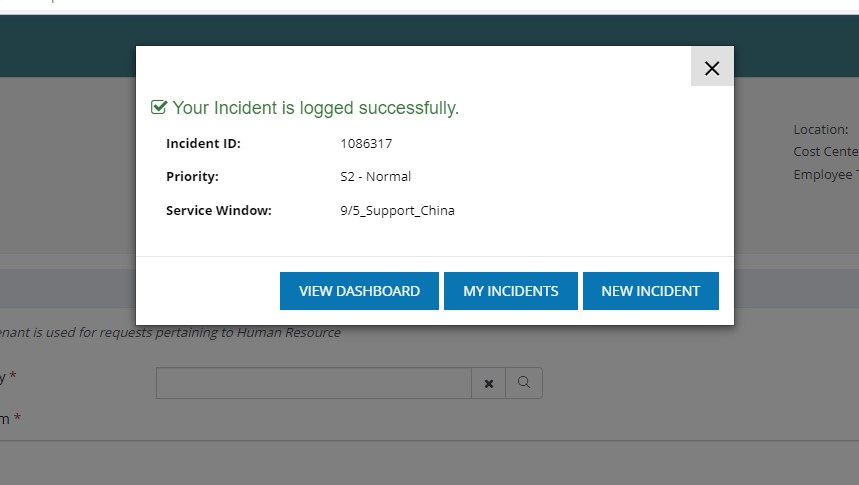 Your Incident is logged successfully.
Incident ID: 1086317
Priority: S2 - Normal
Service Window: 9/5_Support_China
VIEW DASHBOARD MY INCIDENTS NEW INCIDENT
Location:
Cost Cente
Employee T
enant is used for requests pertaining to Human Resource
y *
m *